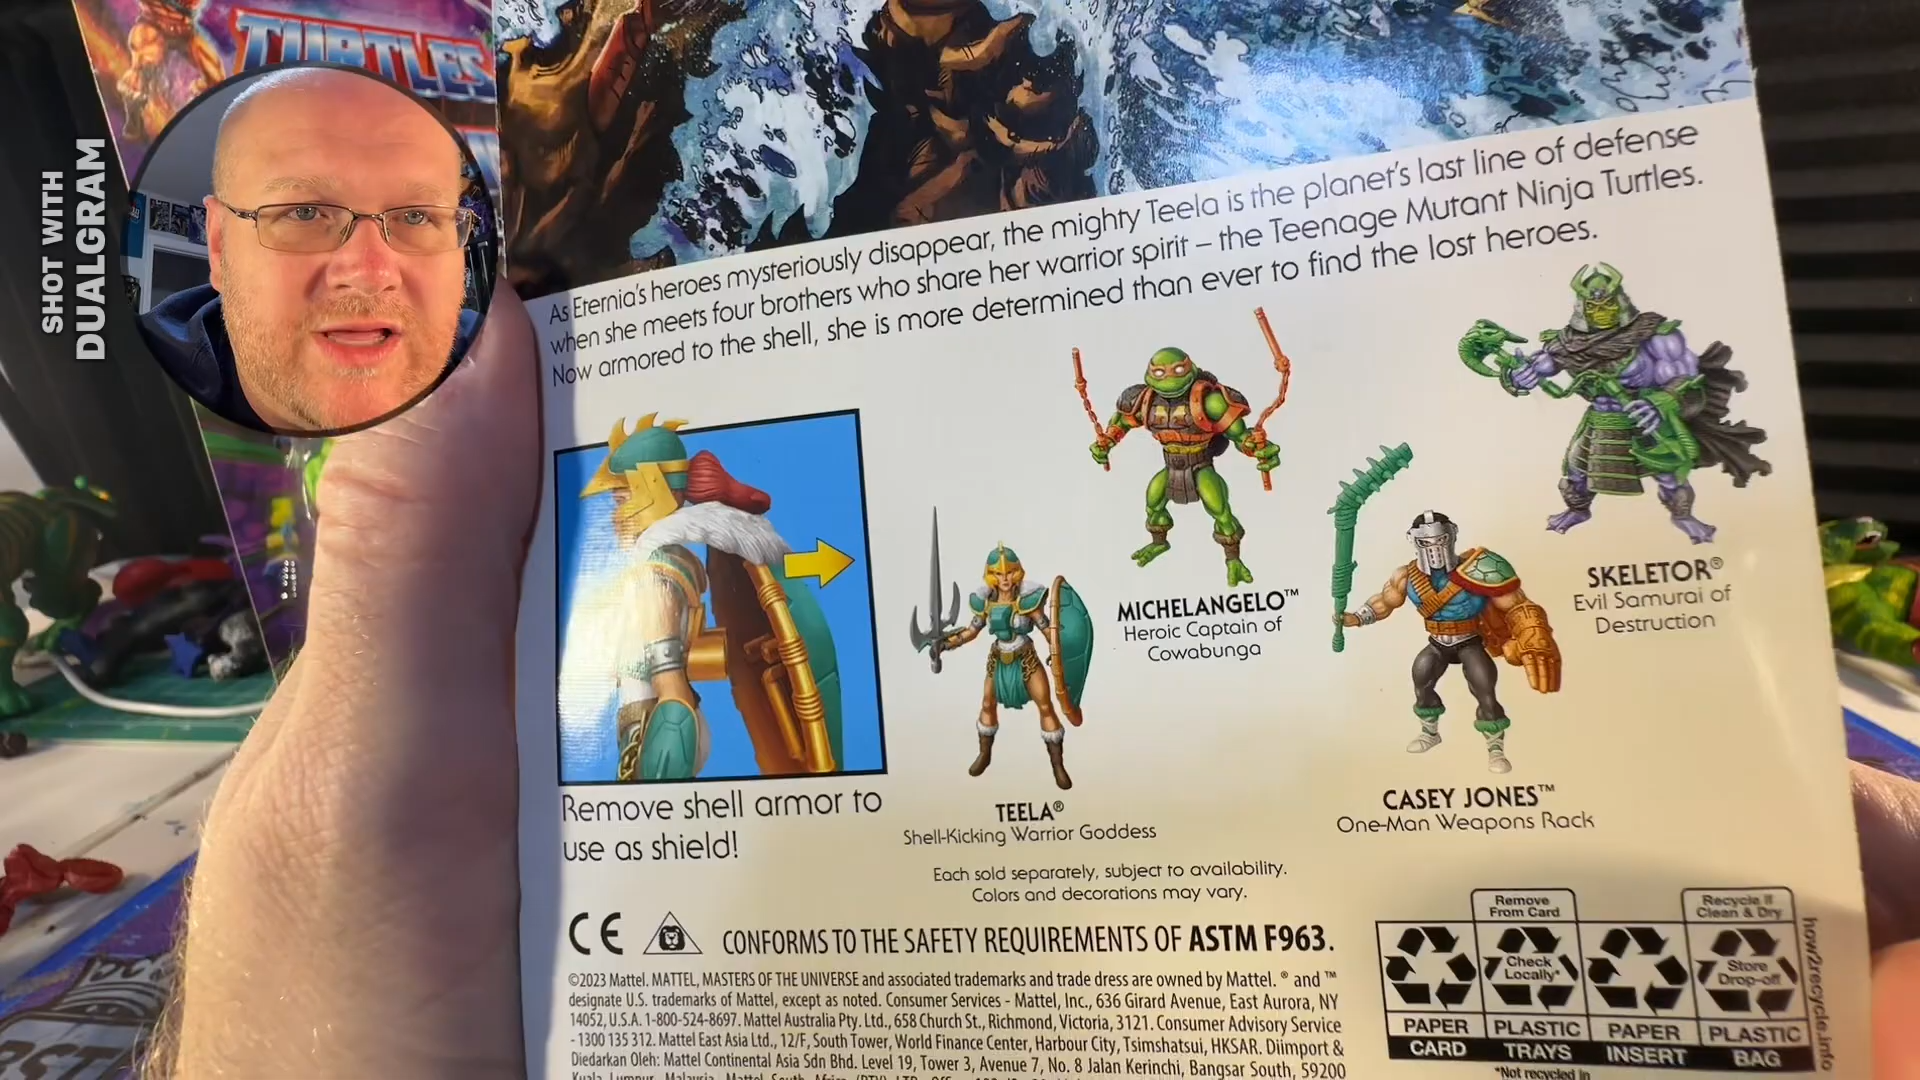 TURTLES
SHOT WITH
DUALGRAM
As Eternia's heroes mysteriously disappear, the mighty Teela is the planet's last line of defense
when she meets four brothers who share her warrior spirit – the Teenage Mutant Ninja Turtles.
Now armored to the shell, she is more determined than ever to find the lost heroes.
Remove shell armor to
use as shield!
TEELA®
Shell-Kicking Warrior Goddess
MICHELANGELO™
Heroic Captain of
Cowabunga
CASEY JONES™
One-Man Weapons Rack
SKELETOR®
Evil Samurai of
Destruction
Each sold separately, subject to availability.
Colors and decorations may vary.
CE
CONFORMS TO THE SAFETY REQUIREMENTS OF ASTM F963.
©2023 Mattel. MATTEL, MASTERS OF THE UNIVERSE and associated trademarks and trade dress are owned by Mattel. ® and ™
designate U.S. trademarks of Mattel, except as noted. Consumer Services - Mattel, Inc., 636 Girard Avenue, East Aurora, NY
14052, U.S.A. 1-800-524-8697. Mattel Australia Pty. Ltd., 658 Church St., Richmond, Victoria, 3121. Consumer Advisory Service
- 1300 135 312. Mattel East Asia Ltd., 12/F, South Tower, World Finance Center, Harbour City, Tsimshatsui, HKSAR. Diimport &
Diedarkan Oleh: Mattel Continental Asia Sdn Bhd. Level 19, Tower 3, Avenue 7, No. 8 Jalan Kerinchi, Bangsar South, 59200
Kuala Lumpur, Malaysia. Mattel South Africa (PTY) LTD.
Remove
From Card
Recycle If
Clean & Dry
Check
Locally*
Store
Drop-off
PAPER
CARD
PLASTIC
TRAYS
PAPER
INSERT
PLASTIC
BAG
*Not recycled in
how2recycle.info